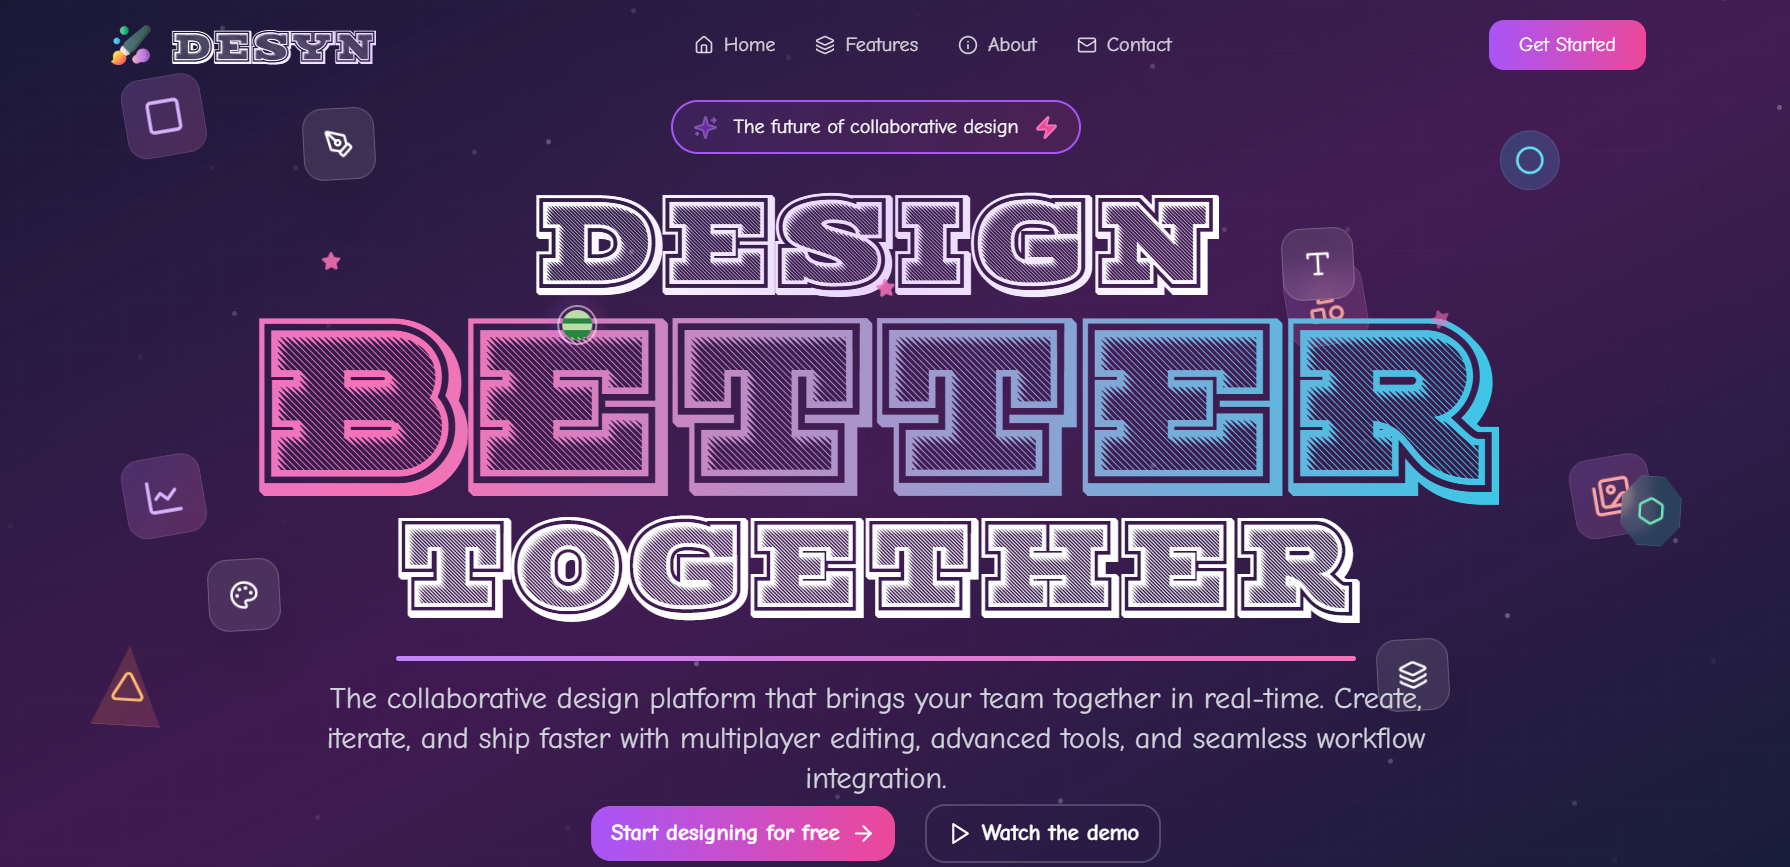 DESYN
Home
Features
About
Contact
Get Started
The future of collaborative design
DESIGN
T
BETTER
TOGETHER
The collaborative design platform that brings your team together in real-time. Create,
iterate, and ship faster with multiplayer editing, advanced tools, and seamless workflow
integration.
Start designing for free
Watch the demo